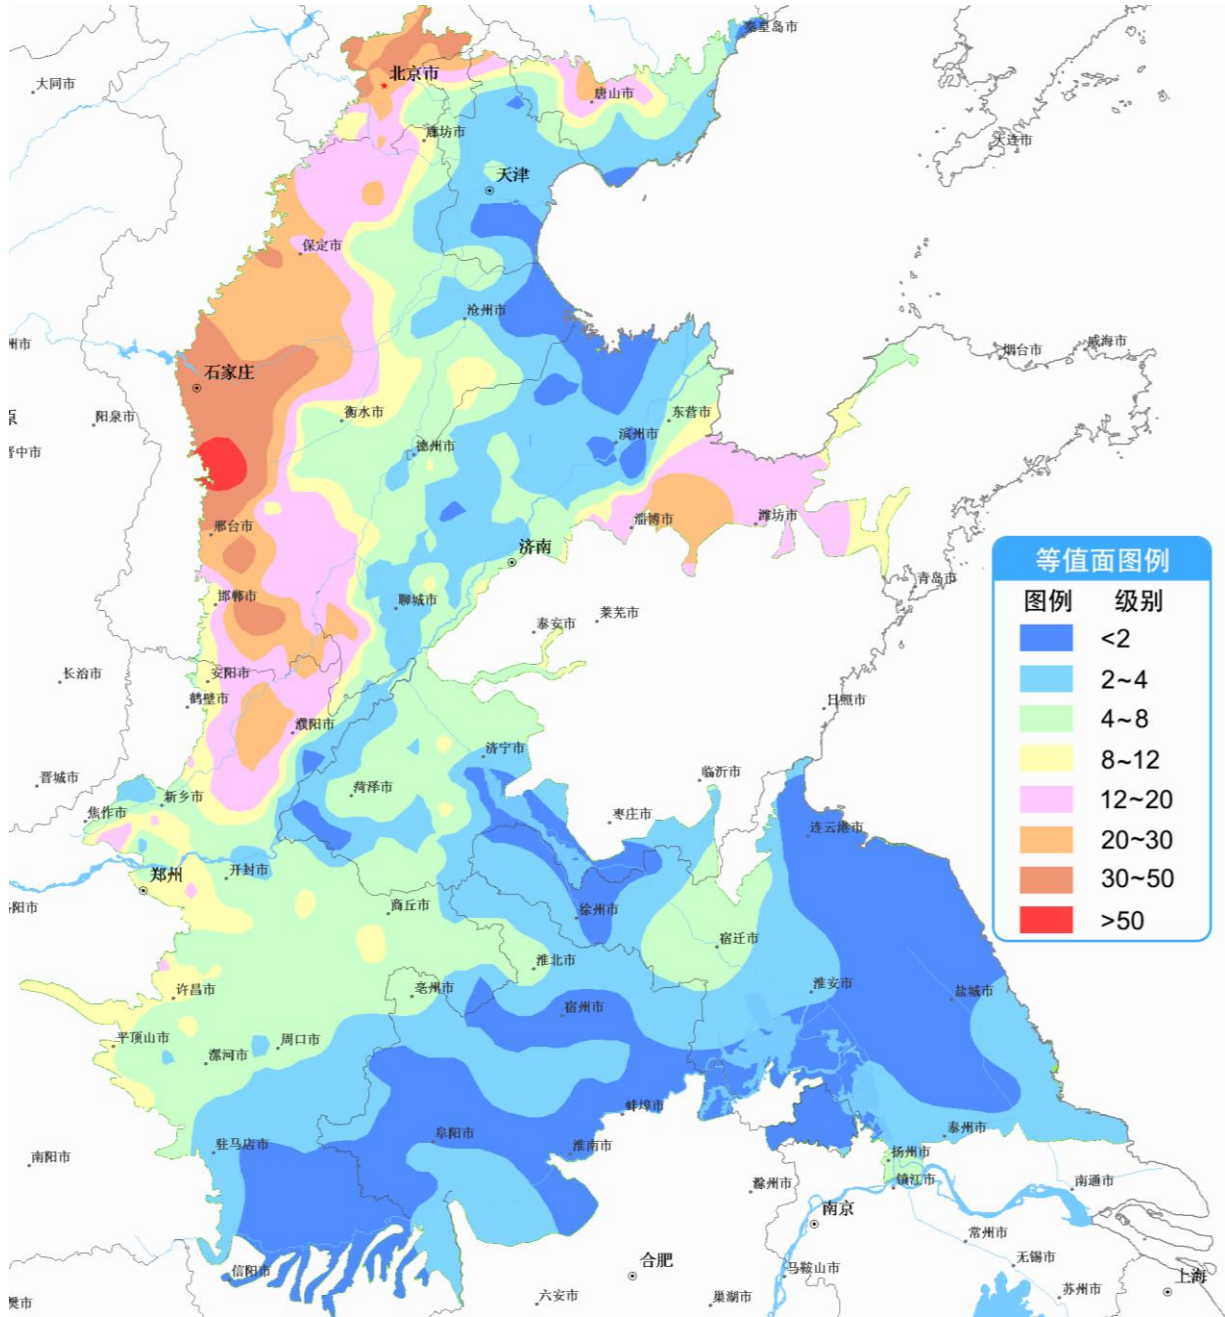 秦皇岛市
北京市
大同市
唐山市
廊坊市
大连市
天津
保定市
沧州市
州市
烟台市
威海市
石家庄
阳泉市
衡水市
东营市
晋中市
德州市
滨州市
邢台市
淄博市
潍坊市
济南
等值面图例
图例 级别
<2
2~4
4~8
8~12
12~20
20~30
30~50
>50
青岛市
邯郸市
聊城市
泰安市
莱芜市
长治市
安阳市
鹤壁市
濮阳市
日照市
济宁市
晋城市
新乡市
菏泽市
临沂市
焦作市
枣庄市
连云港市
开封市
郑州
洛阳市
商丘市
徐州市
宿迁市
淮北市
许昌市
亳州市
宿州市
淮安市
盐城市
平顶山市
漯河市
周口市
蚌埠市
驻马店市
阜阳市
淮南市
泰州市
南阳市
扬州市
滁州市
镇江市
南通市
南京
常州市
信阳市
合肥
马鞍山市
无锡市
上海
苏州市
六安市
巢湖市
樊市